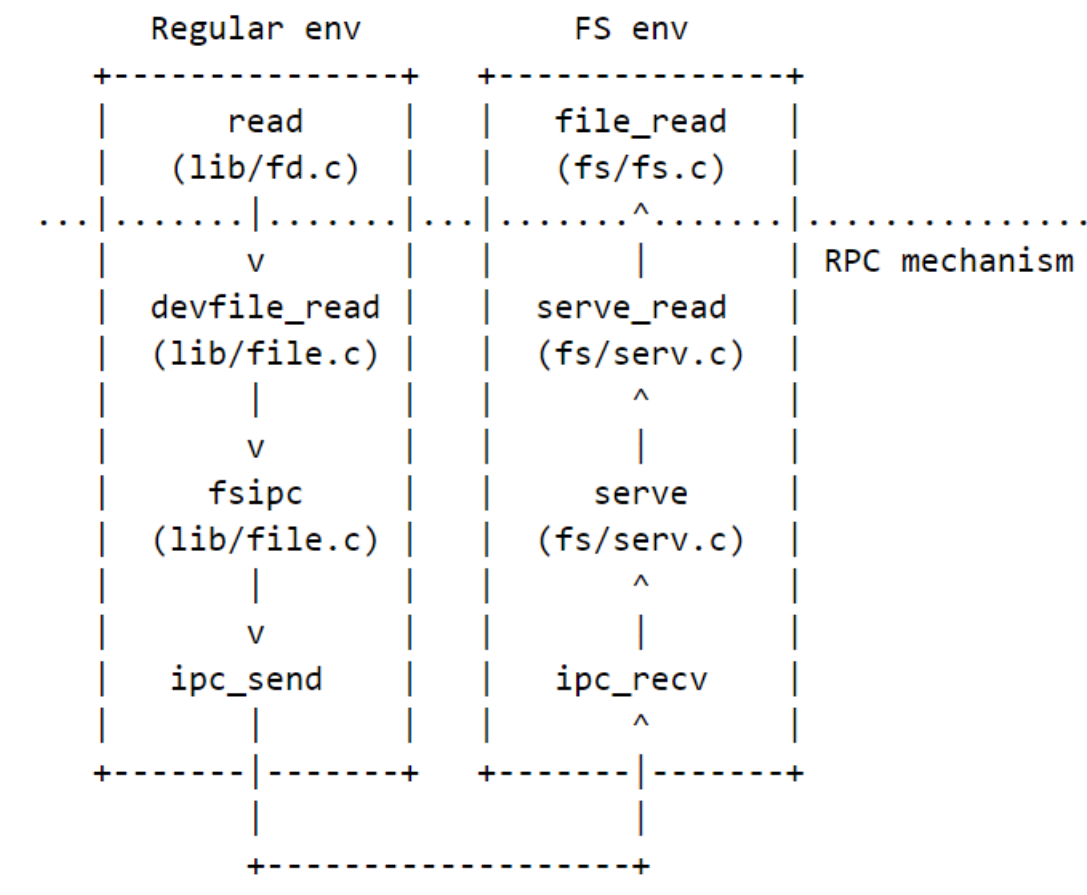 Regular env           FS env
   +---------------+   +---------------+
   |      read     |   |   file_read   |
   |   (lib/fd.c)  |   |   (fs/fs.c)   |
...|.......|.......|...|.......^.......|...............
   |       v       |   |       |       | RPC mechanism
   |  devfile_read |   |  serve_read   |
   |  (lib/file.c) |   |  (fs/serv.c)  |
   |       |       |   |       ^       |
   |       v       |   |       |       |
   |     fsipc     |   |     serve     |
   |  (lib/file.c) |   |  (fs/serv.c)  |
   |       |       |   |       ^       |
   |       v       |   |       |       |
   |   ipc_send    |   |   ipc_recv    |
   |       |       |   |       ^       |
   +-------|-------+   +-------|-------+
           |                   |
           +-------------------+